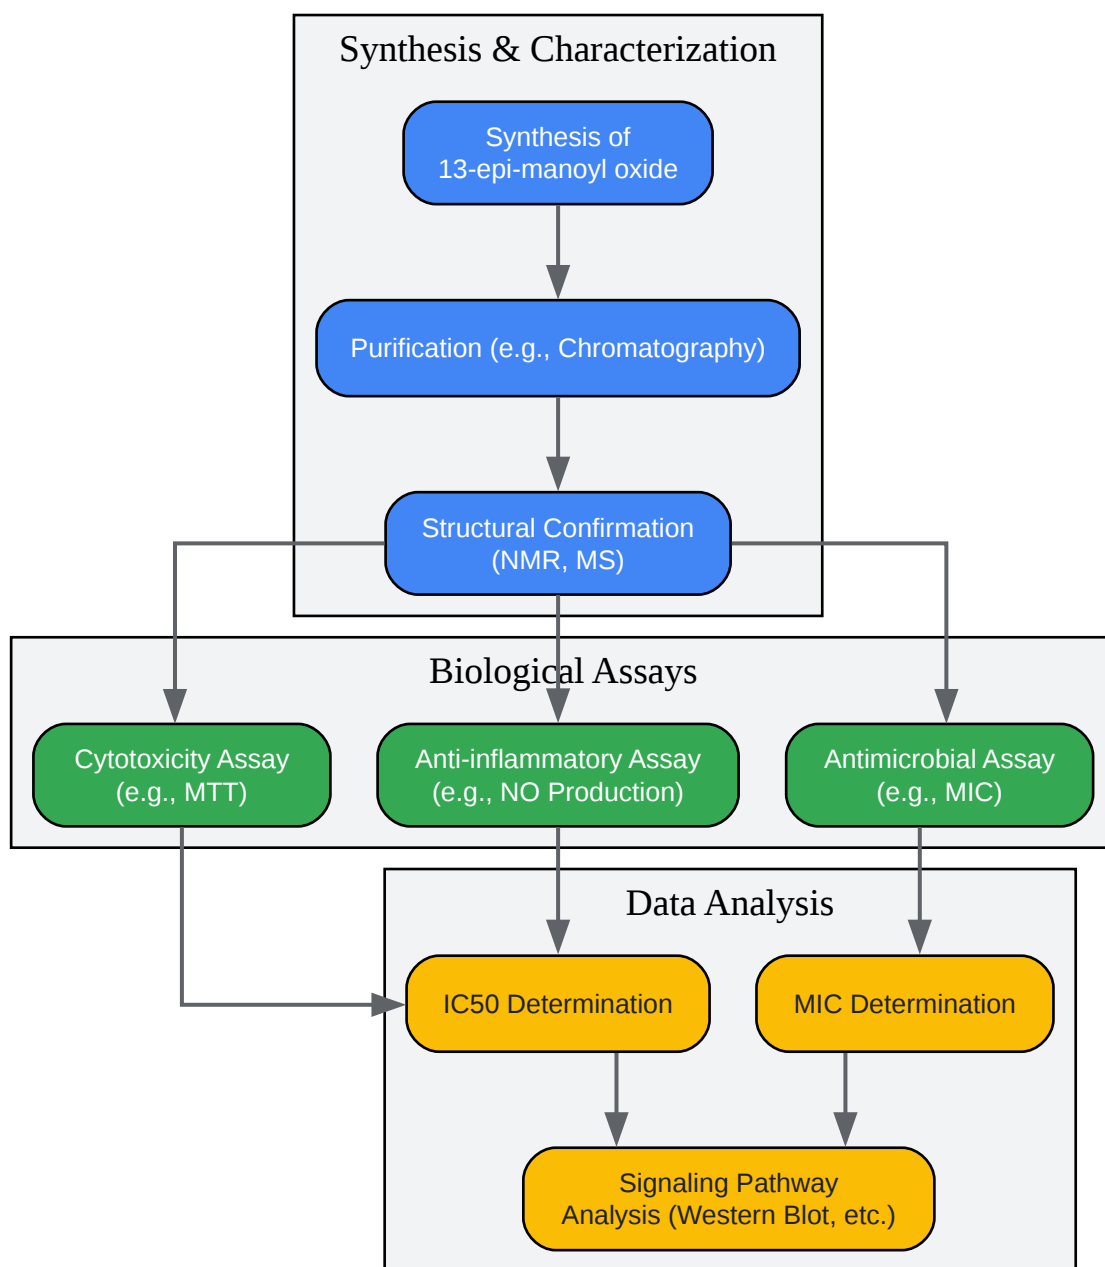 Synthesis & Characterization
Synthesis of
13-epi-manoyl oxide
Purification (e.g., Chromatography)
Structural Confirmation
(NMR, MS)
Biological Assays
Cytotoxicity Assay
(e.g., MTT)
Anti-inflammatory Assay
(e.g., NO Production)
Antimicrobial Assay
(e.g., MIC)
Data Analysis
IC50 Determination
MIC Determination
Signaling Pathway
Analysis (Western Blot, etc.)